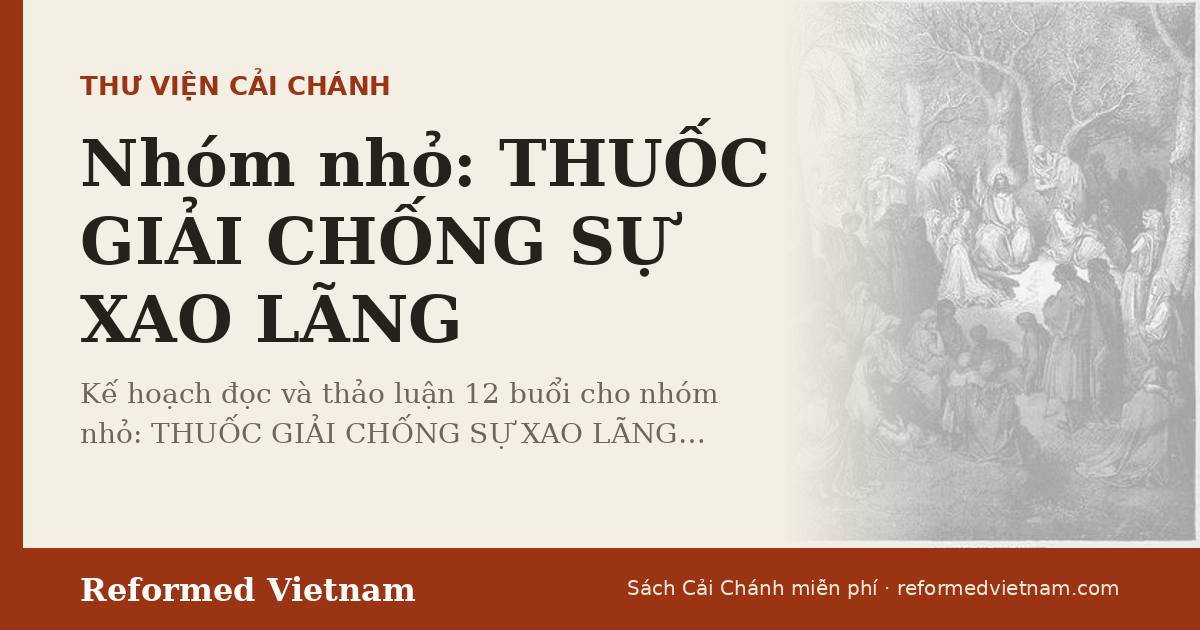 THƯ VIỆN CẢI CHÁNH
Nhóm nhỏ: THUỐC
GIẢI CHỐNG SỰ
XAO LÃNG
Kế hoạch đọc và thảo luận 12 buổi cho nhóm
nhỏ: THUỐC GIẢI CHỐNG SỰ XAO LÃNG...
Reformed Vietnam
Sách Cải Chánh miễn phí · reformedvietnam.com